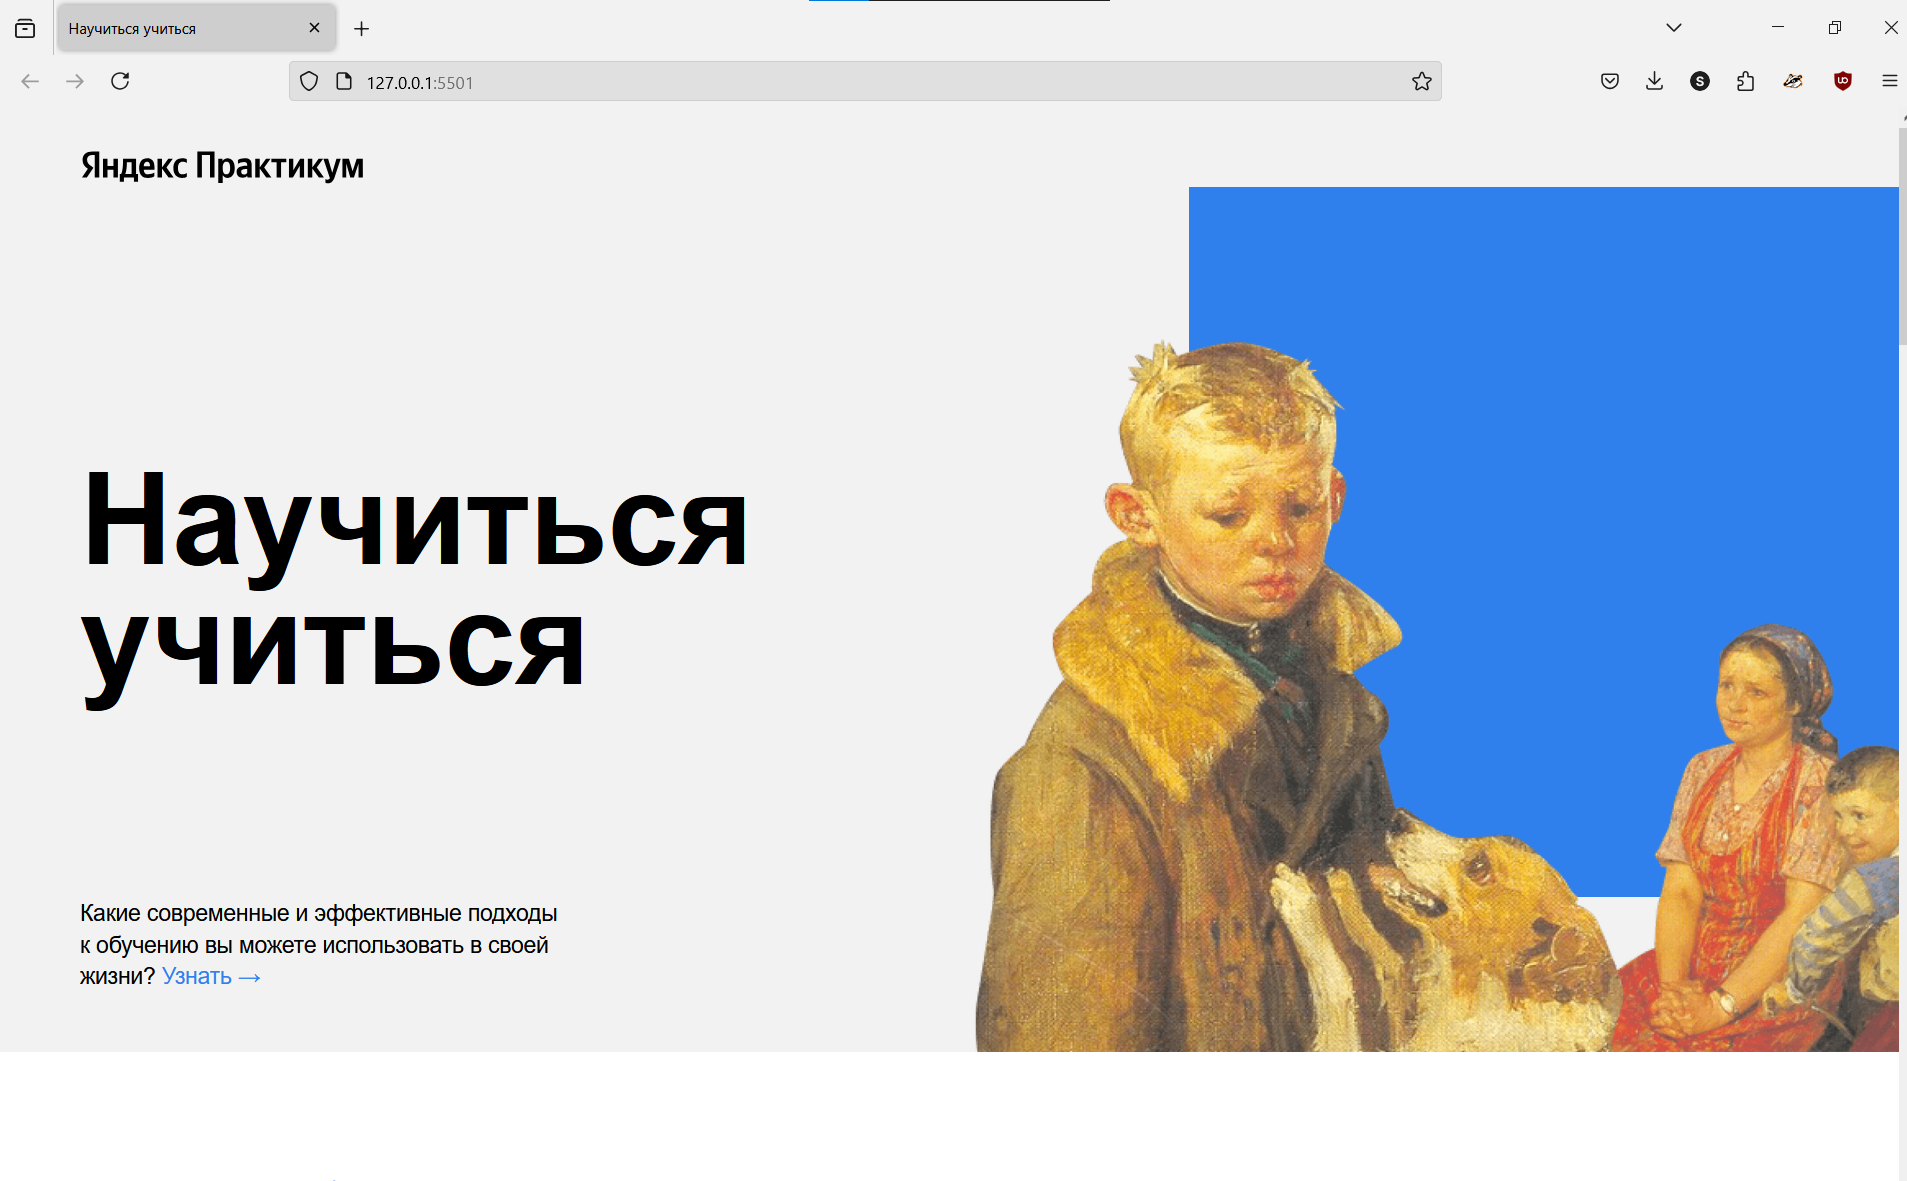 Научиться учиться
127.0.0.1:5501
S
Яндекс Практикум
Научиться
учиться
Какие современные и эффективные подходы
к обучению вы можете использовать в своей
жизни? Узнать →